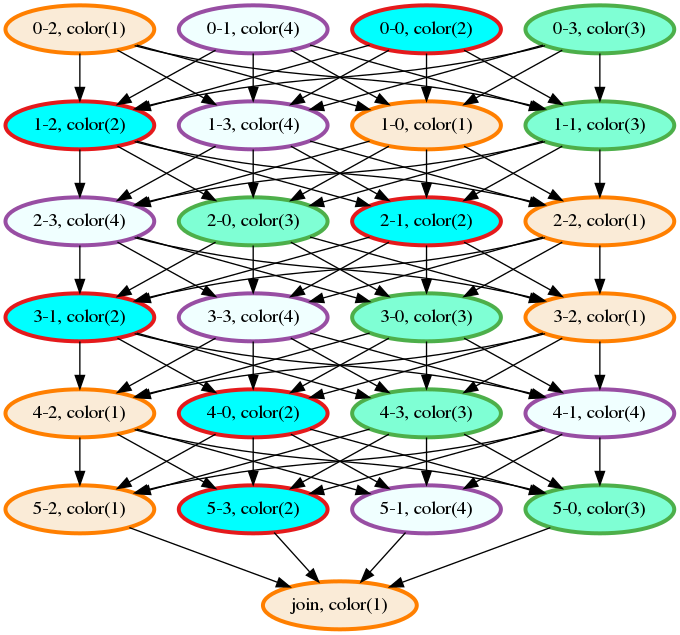 0-2, color(1)
0-1, color(4)
0-0, color(2)
0-3, color(3)
1-2, color(2)
1-3, color(4)
1-0, color(1)
1-1, color(3)
2-3, color(4)
2-0, color(3)
2-1, color(2)
2-2, color(1)
3-1, color(2)
3-3, color(4)
3-0, color(3)
3-2, color(1)
4-2, color(1)
4-0, color(2)
4-3, color(3)
4-1, color(4)
5-2, color(1)
5-3, color(2)
5-1, color(4)
5-0, color(3)
join, color(1)